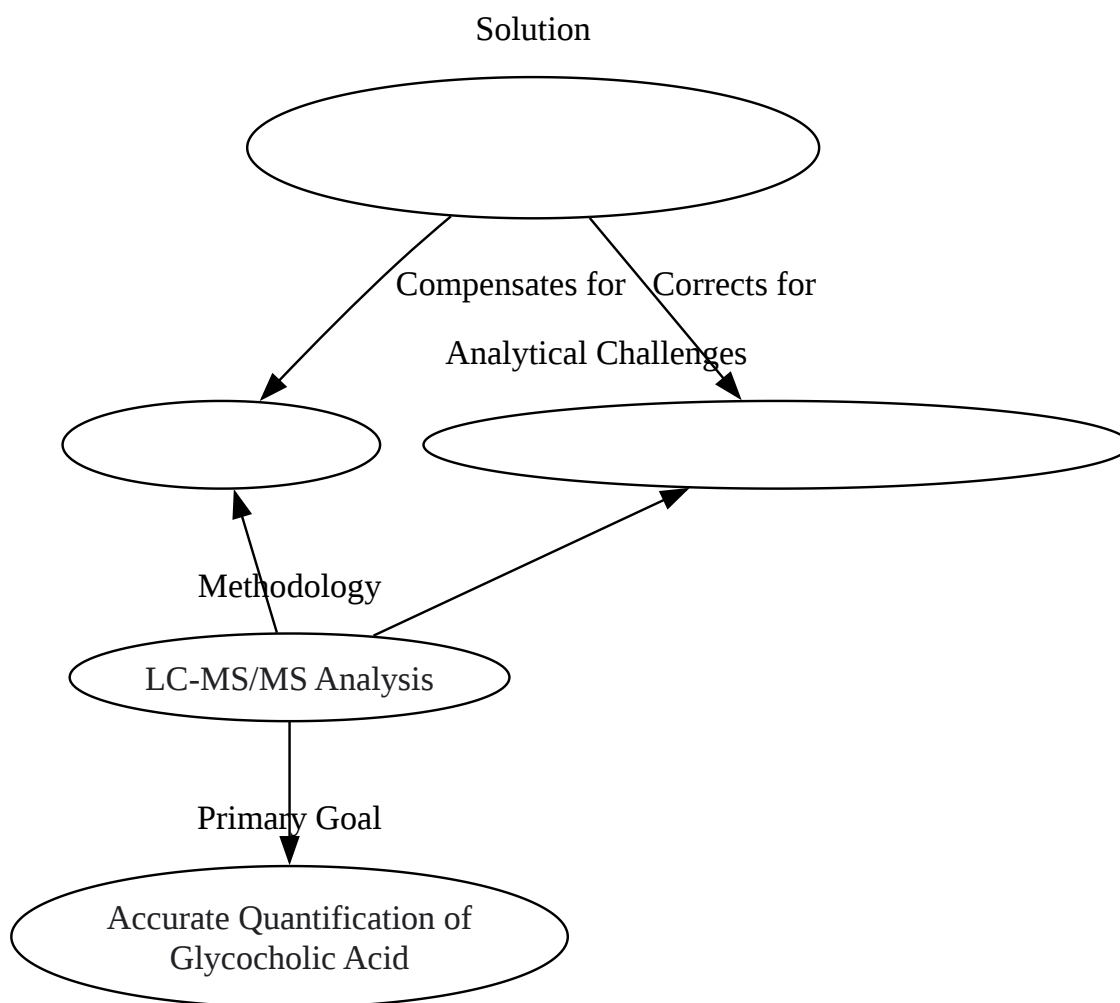 Solution
Compensates for
Corrects for
Analytical Challenges
Methodology
LC-MS/MS Analysis
Primary Goal
Accurate Quantification of
Glycocholic Acid